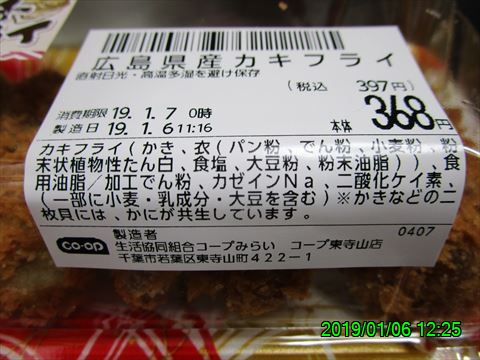 広島県産カキフライ
直射日光・高温多湿を避け保存
(税込 397円)
消費期限 19.1.7 0時
本体 368円
製造日 19.1.6 11:16
カキフライ(かき、衣(パン粉、でん粉、小麦粉、粉
末状植物性たん白、食塩、大豆粉、粉末油脂))、食
用油脂/加工でん粉、カゼインNa、二酸化ケイ素、
(一部に小麦・乳成分・大豆を含む)※かきなどの二
枚貝には、かにが共生しています。
製造者 0407
co·op 生活協同組合コープみらい コープ東寺山店
千葉市若葉区東寺山町422-1
2019/01/06 12:25